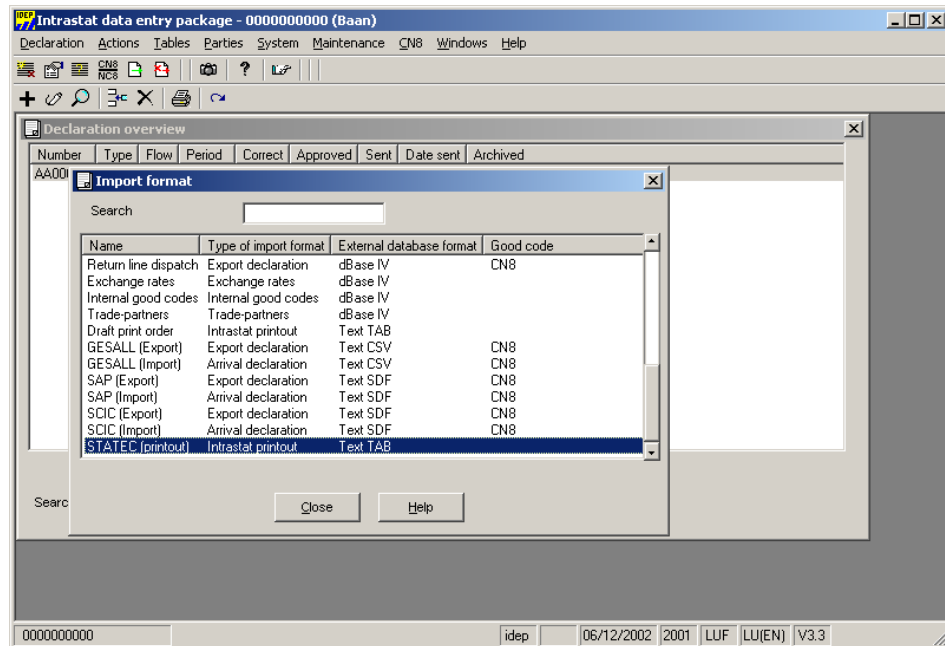 IDEP Intrastat data entry package - 0000000000 (Baan)
Declaration Actions Tables Parties System Maintenance CN8 Windows Help
CN8
NC8
Declaration overview
Number Type Flow Period Correct Approved Sent Date sent Archived
Import format
Search
Name Type of import format External database format Good code
Return line dispatch Export declaration dBase IV CN8
Exchange rates Exchange rates dBase IV
Internal good codes Internal good codes dBase IV
Trade-partners Trade-partners dBase IV
Draft print order Intrastat printout Text TAB
GESALL (Export) Export declaration Text CSV CN8
GESALL (Import) Arrival declaration Text CSV CN8
SAP (Export) Export declaration Text SDF CN8
SAP (Import) Arrival declaration Text SDF CN8
SCIC (Export) Export declaration Text SDF CN8
SCIC (Import) Arrival declaration Text SDF CN8
STATEC (printout) Intrastat printout Text TAB
Searc
Close Help
0000000000 idep 06/12/2002 2001 LUF LU(EN) V3.3